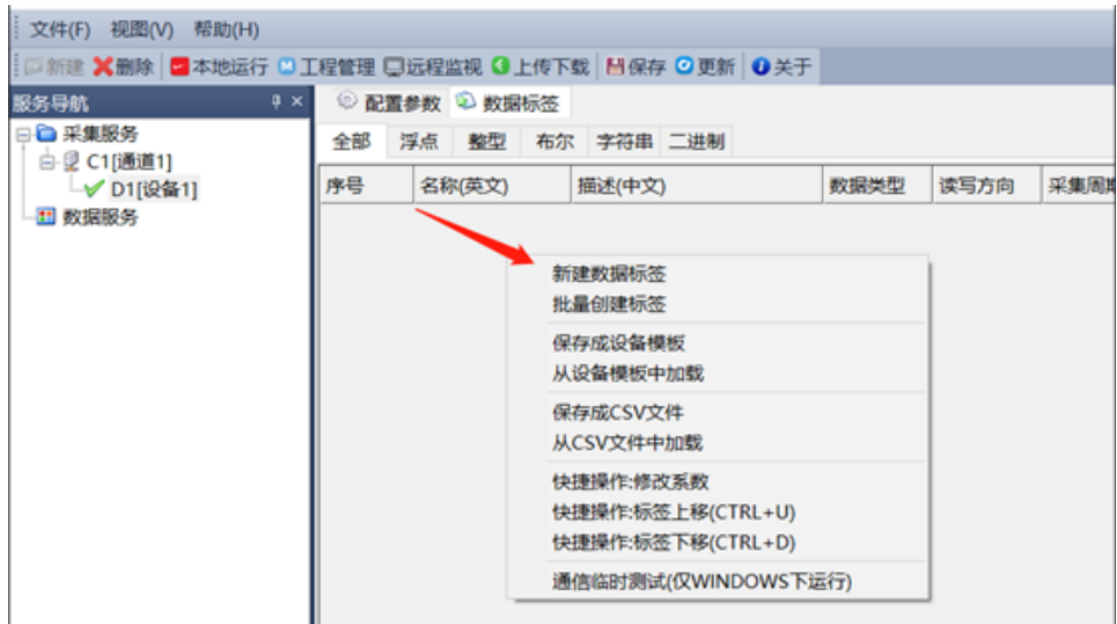 文件(F) 视图(V) 帮助(H)
新建 删除 本地运行 工程管理 远程监视 上传下载 保存 更新 关于
服务导航
采集服务
C1[通道1]
D1[设备1]
数据服务
配置参数 数据标签
全部 浮点 整型 布尔 字符串 二进制
序号 名称(英文) 描述(中文) 数据类型 读写方向 采集周期
新建数据标签
批量创建标签
保存成设备模板
从设备模板中加载
保存成CSV文件
从CSV文件中加载
快捷操作:修改系数
快捷操作:标签上移(CTRL+U)
快捷操作:标签下移(CTRL+D)
通信临时测试(仅WINDOWS下运行)